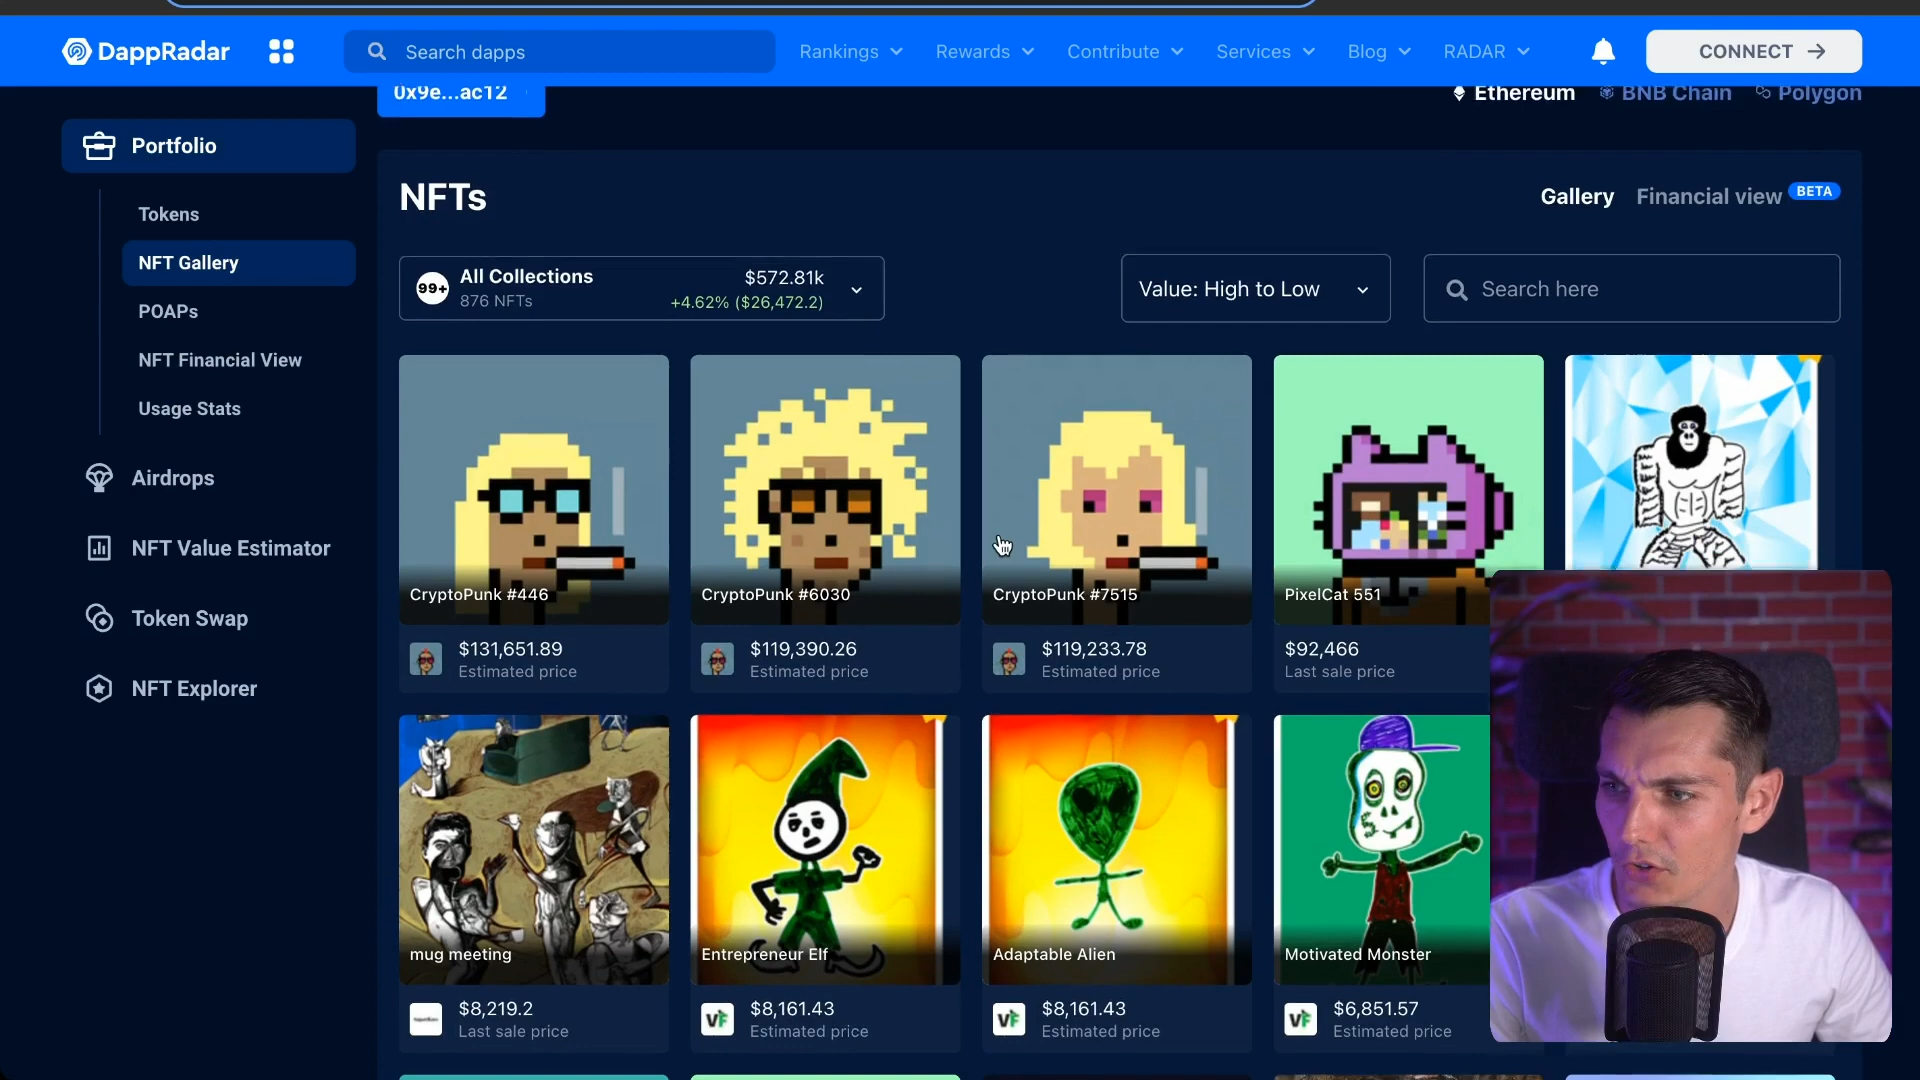 DappRadar
Search dapps
Rankings
Rewards
Contribute
Services
Blog
RADAR
CONNECT
0x9e...ac12
Ethereum
BNB Chain
Polygon
Portfolio
Tokens
NFT Gallery
POAPs
NFT Financial View
Usage Stats
Airdrops
NFT Value Estimator
Token Swap
NFT Explorer
NFTs
Gallery
Financial view BETA
99+
All Collections
$572.81k
876 NFTs
+4.62% ($26,472.2)
Value: High to Low
Search here
CryptoPunk #446
$131,651.89
Estimated price
CryptoPunk #6030
$119,390.26
Estimated price
CryptoPunk #7515
$119,233.78
Estimated price
PixelCat 551
$92,466
Last sale price
mug meeting
$8,219.2
Last sale price
Entrepreneur Elf
VF
$8,161.43
Estimated price
Adaptable Alien
VF
$8,161.43
Estimated price
Motivated Monster
VF
$6,851.57
Estimated price